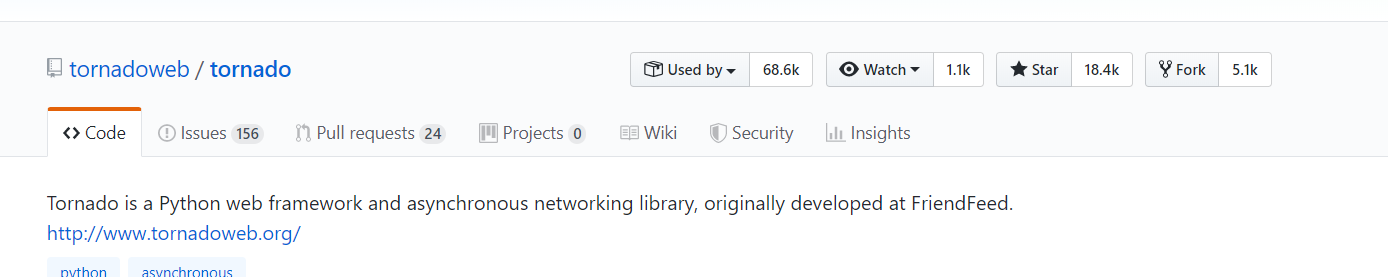 tornadoweb / tornado
Used by 68.6k Watch 1.1k Star 18.4k Fork 5.1k
Code Issues 156 Pull requests 24 Projects 0 Wiki Security Insights
Tornado is a Python web framework and asynchronous networking library, originally developed at FriendFeed.
http://www.tornadoweb.org/
python asynchronous